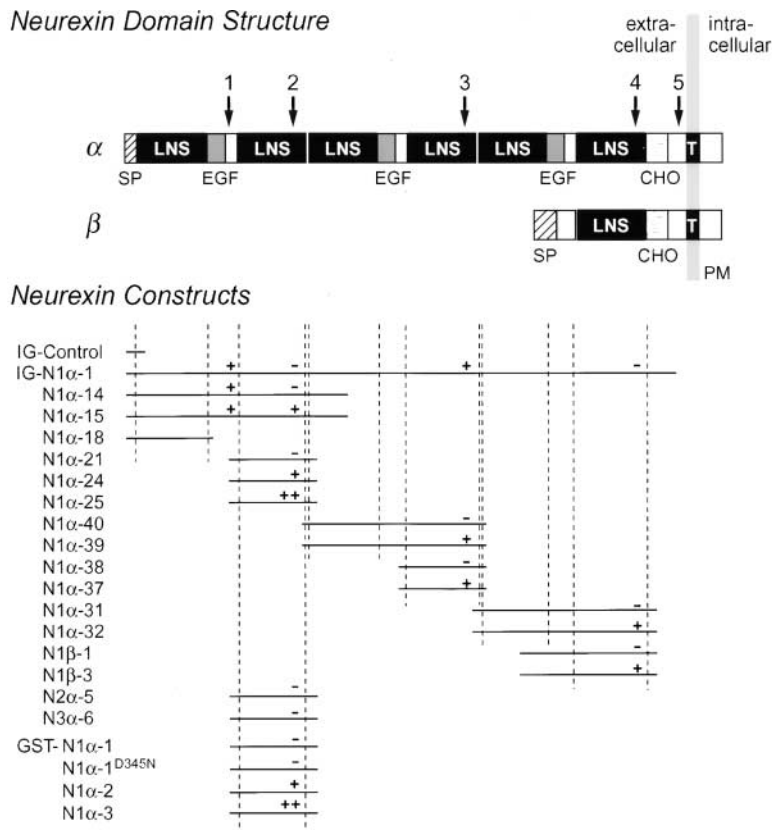 Neurexin Domain Structure
extra-
cellular
intra-
cellular
1 2 3 4 5
α LNS LNS LNS LNS LNS LNS T
SP EGF EGF EGF CHO
β LNS T
SP CHO
PM
Neurexin Constructs
IG-Control
IG-N1α-1 + - + -
N1α-14 + -
N1α-15 + +
N1α-18
N1α-21 -
N1α-24 +
N1α-25 ++
N1α-40 -
N1α-39 +
N1α-38 -
N1α-37 +
N1α-31 -
N1α-32 +
N1β-1 -
N1β-3 +
N2α-5 -
N3α-6 -
GST- N1α-1 -
N1α-1ᴰ³⁴⁵ᴺ -
N1α-2 +
N1α-3 ++